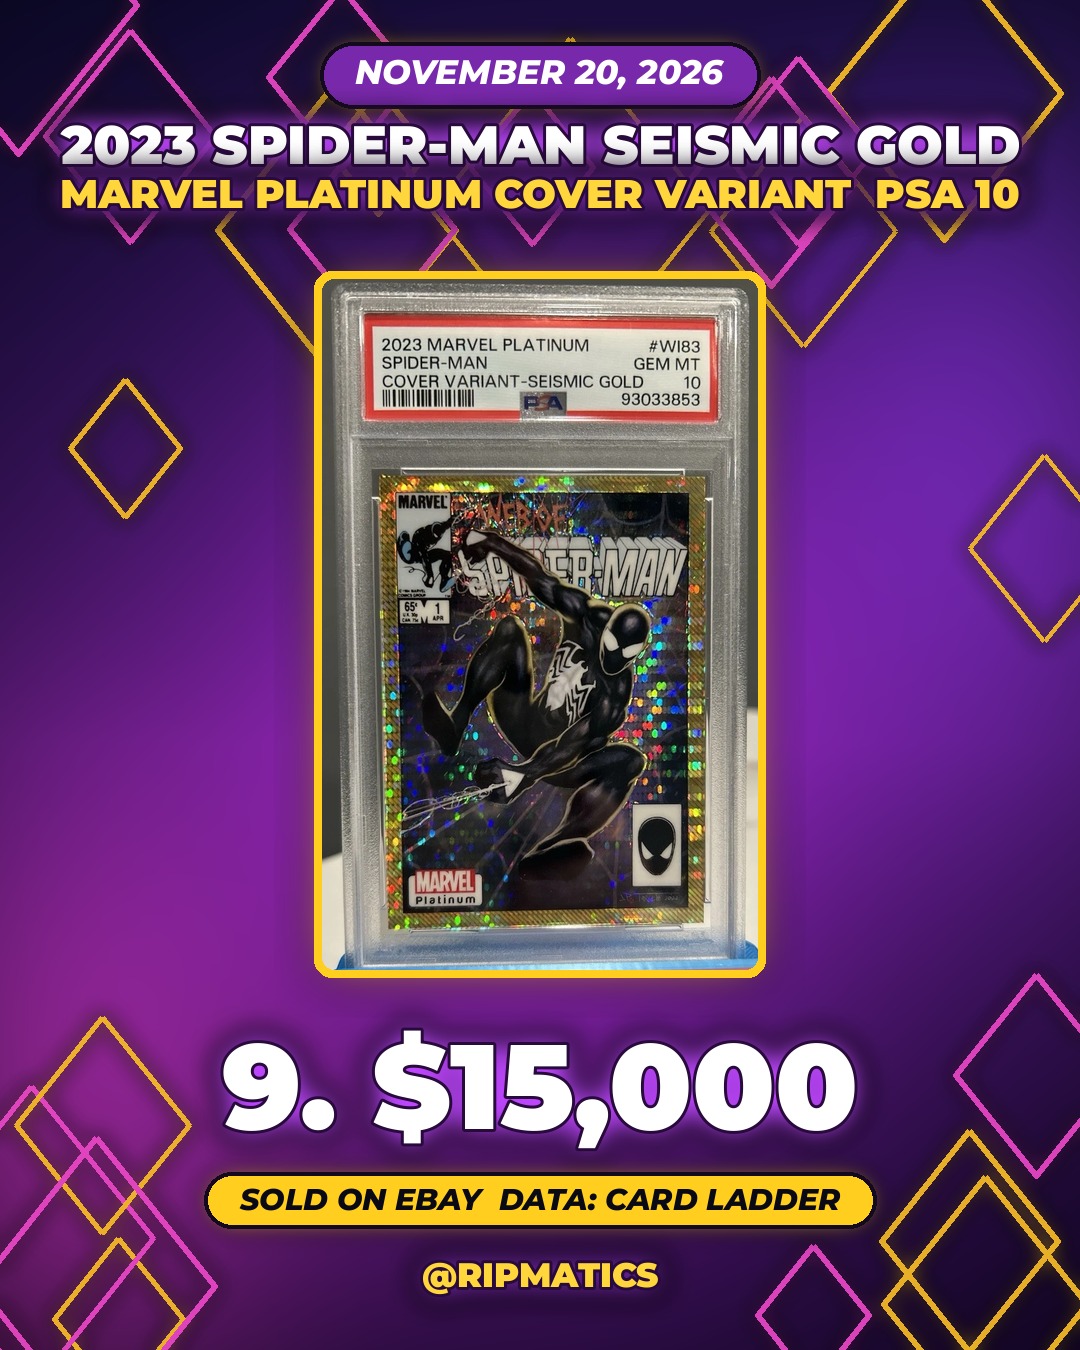 NOVEMBER 20, 2026
2023 SPIDER-MAN SEISMIC GOLD
MARVEL PLATINUM COVER VARIANT PSA 10
2023 MARVEL PLATINUM #WI83
SPIDER-MAN GEM MT
COVER VARIANT-SEISMIC GOLD 10
PSA 93033853
MARVEL
WEB OF
SPIDER-MAN
65¢ 1
APR
MARVEL
Platinum
9. $15,000
SOLD ON EBAY DATA: CARD LADDER
@RIPMATICS